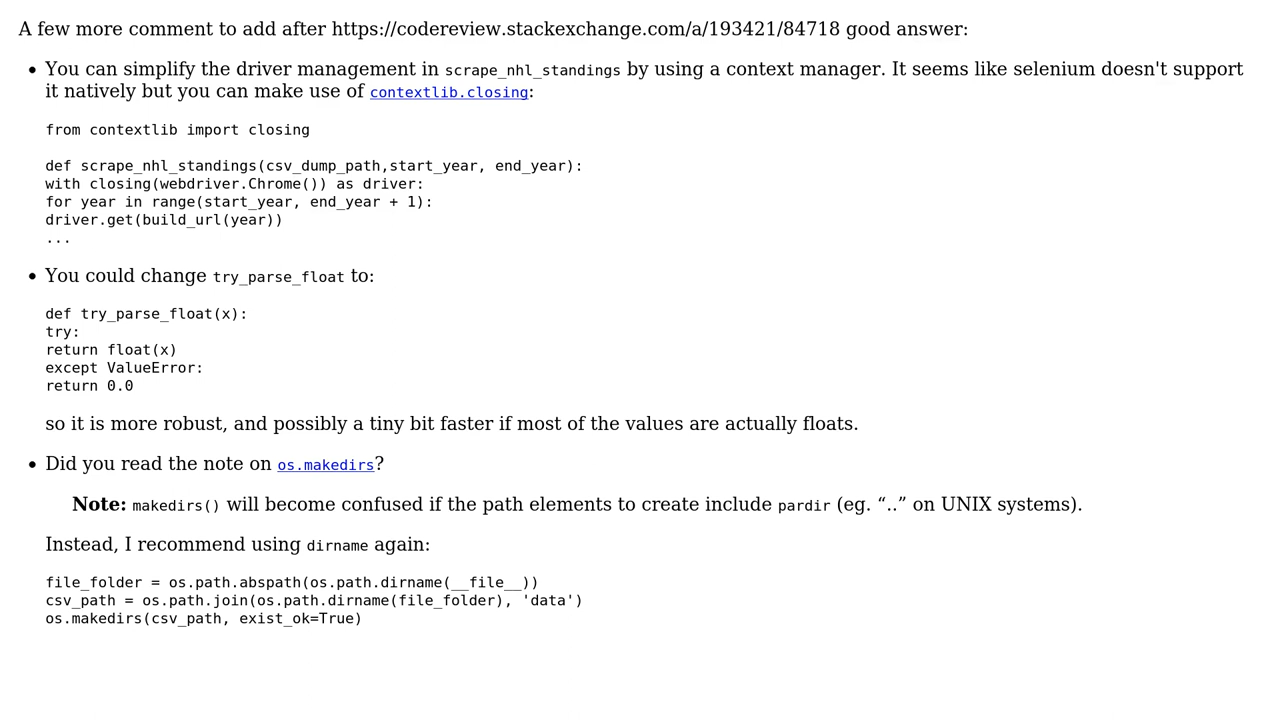 A few more comment to add after https://codereview.stackexchange.com/a/193421/84718 good answer:
• You can simplify the driver management in scrape_nhl_standings by using a context manager. It seems like selenium doesn't support
it natively but you can make use of contextlib.closing:
from contextlib import closing
def scrape_nhl_standings(csv_dump_path,start_year, end_year):
with closing(webdriver.Chrome()) as driver:
for year in range(start_year, end_year + 1):
driver.get(build_url(year))
...
• You could change try_parse_float to:
def try_parse_float(x):
try:
return float(x)
except ValueError:
return 0.0
so it is more robust, and possibly a tiny bit faster if most of the values are actually floats.
• Did you read the note on os.makedirs?
Note: makedirs() will become confused if the path elements to create include pardir (eg. “..” on UNIX systems).
Instead, I recommend using dirname again:
file_folder = os.path.abspath(os.path.dirname(__file__))
csv_path = os.path.join(os.path.dirname(file_folder), 'data')
os.makedirs(csv_path, exist_ok=True)